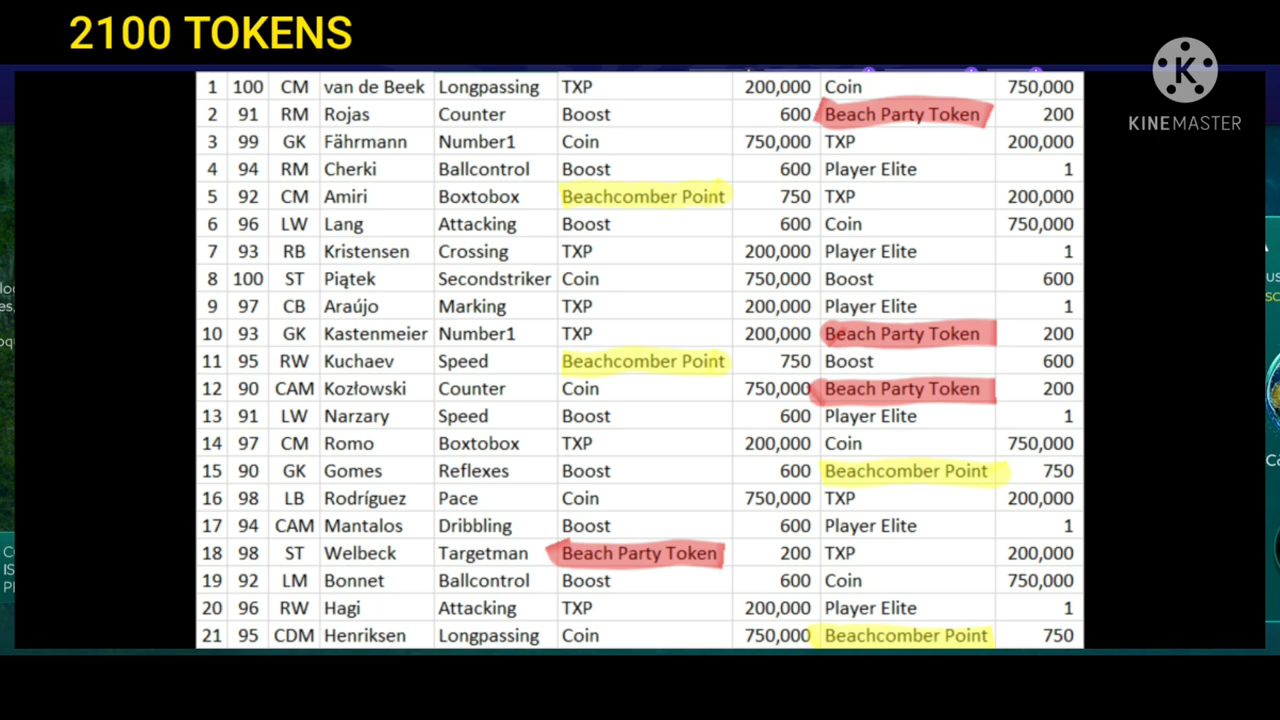 2100 TOKENS
KINEMASTER
1 100 CM van de Beek Longpassing TXP 200,000 Coin 750,000
2 91 RM Rojas Counter Boost 600 Beach Party Token 200
3 99 GK Fährmann Number1 Coin 750,000 TXP 200,000
4 94 RM Cherki Ballcontrol Boost 600 Player Elite 1
5 92 CM Amiri Boxtobox Beachcomber Point 750 TXP 200,000
6 96 LW Lang Attacking Boost 600 Coin 750,000
7 93 RB Kristensen Crossing TXP 200,000 Player Elite 1
8 100 ST Piątek Secondstriker Coin 750,000 Boost 600
9 97 CB Araújo Marking TXP 200,000 Player Elite 1
10 93 GK Kastenmeier Number1 TXP 200,000 Beach Party Token 200
11 95 RW Kuchaev Speed Beachcomber Point 750 Boost 600
12 90 CAM Kozłowski Counter Coin 750,000 Beach Party Token 200
13 91 LW Narzary Speed Boost 600 Player Elite 1
14 97 CM Romo Boxtobox TXP 200,000 Coin 750,000
15 90 GK Gomes Reflexes Boost 600 Beachcomber Point 750
16 98 LB Rodríguez Pace Coin 750,000 TXP 200,000
17 94 CAM Mantalos Dribbling Boost 600 Player Elite 1
18 98 ST Welbeck Targetman Beach Party Token 200 TXP 200,000
19 92 LM Bonnet Ballcontrol Boost 600 Coin 750,000
20 96 RW Hagi Attacking TXP 200,000 Player Elite 1
21 95 CDM Henriksen Longpassing Coin 750,000 Beachcomber Point 750